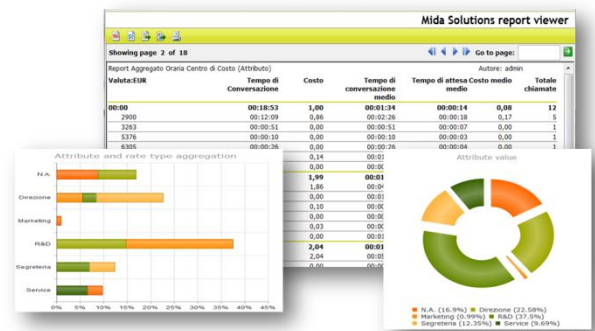 Mida Solutions report viewer
Showing page 2 of 18
Go to page:
Report Aggregato Oraria Centro di Costo (Attributo) Autore: admin
Valuta:EUR Tempo di Conversazione Costo Tempo di conversazione medio Tempo di attesa medio Costo medio Totale chiamate
00:00 00:18:53 1,00 00:01:34 00:00:14 0,08 12
2900 00:12:09 0,86 00:02:26 00:00:18 0,17 5
3263 00:00:51 0,00 00:00:51 00:00:07 0,00 1
5376 00:00:10 0,00 00:00:10 00:00:03 0,00 1
6305 00:00:26 0,00 00:00:26 00:00:04 0,00 1
0,14
0,00
1,99
1,86
0,00
0,10
0,00
0,03
0,00
2,04
2,04
0,00
Attribute and rate type aggregation
N.A.
Direzione
Marketing
R&D
Segreteria
Service
0% 5% 10% 15% 20% 25% 30% 35% 40% 45%
Attribute value
N.A. (16.9%) Direzione (22.58%)
Marketing (0.99%) R&D (37.5%)
Segreteria (12.35%) Service (9.69%)